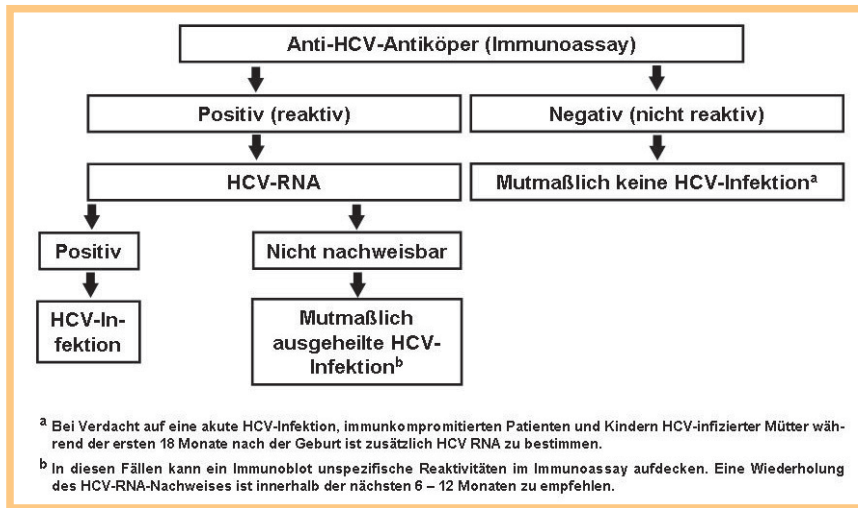 Anti-HCV-Antiköper (Immunoassay)
Positiv (reaktiv)
Negativ (nicht reaktiv)
HCV-RNA
Mutmaßlich keine HCV-Infektionᵃ
Positiv
Nicht nachweisbar
HCV-In-
fektion
Mutmaßlich
ausgeheilte HCV-
Infektionᵇ
ᵃ Bei Verdacht auf eine akute HCV-Infektion, immunkompromitierten Patienten und Kindern HCV-infizierter Mütter wäh-
rend der ersten 18 Monate nach der Geburt ist zusätzlich HCV RNA zu bestimmen.
ᵇ In diesen Fällen kann ein Immunoblot unspezifische Reaktivitäten im Immunoassay aufdecken. Eine Wiederholung
des HCV-RNA-Nachweises ist innerhalb der nächsten 6 – 12 Monaten zu empfehlen.